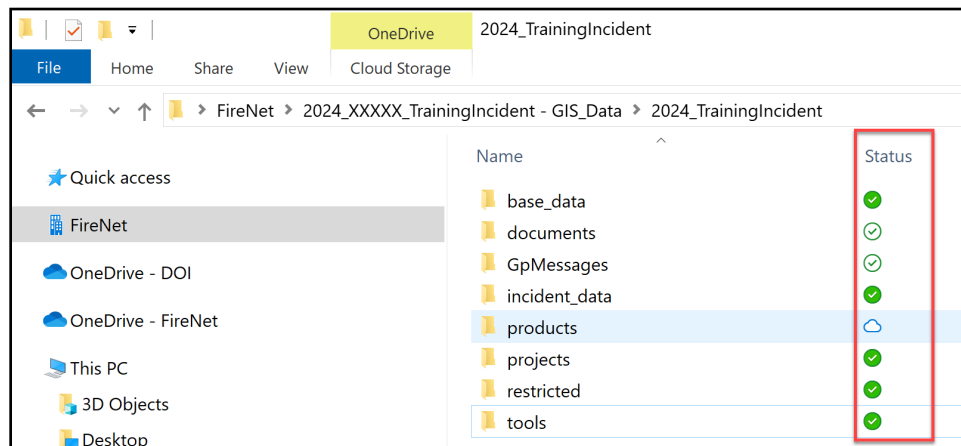 OneDrive
2024_TrainingIncident
File
Home
Share
View
Cloud Storage
FireNet
2024_XXXXX_TrainingIncident - GIS_Data
2024_TrainingIncident
Quick access
FireNet
OneDrive - DOI
OneDrive - FireNet
This PC
3D Objects
Desktop
Name
Status
base_data
documents
GpMessages
incident_data
products
projects
restricted
tools